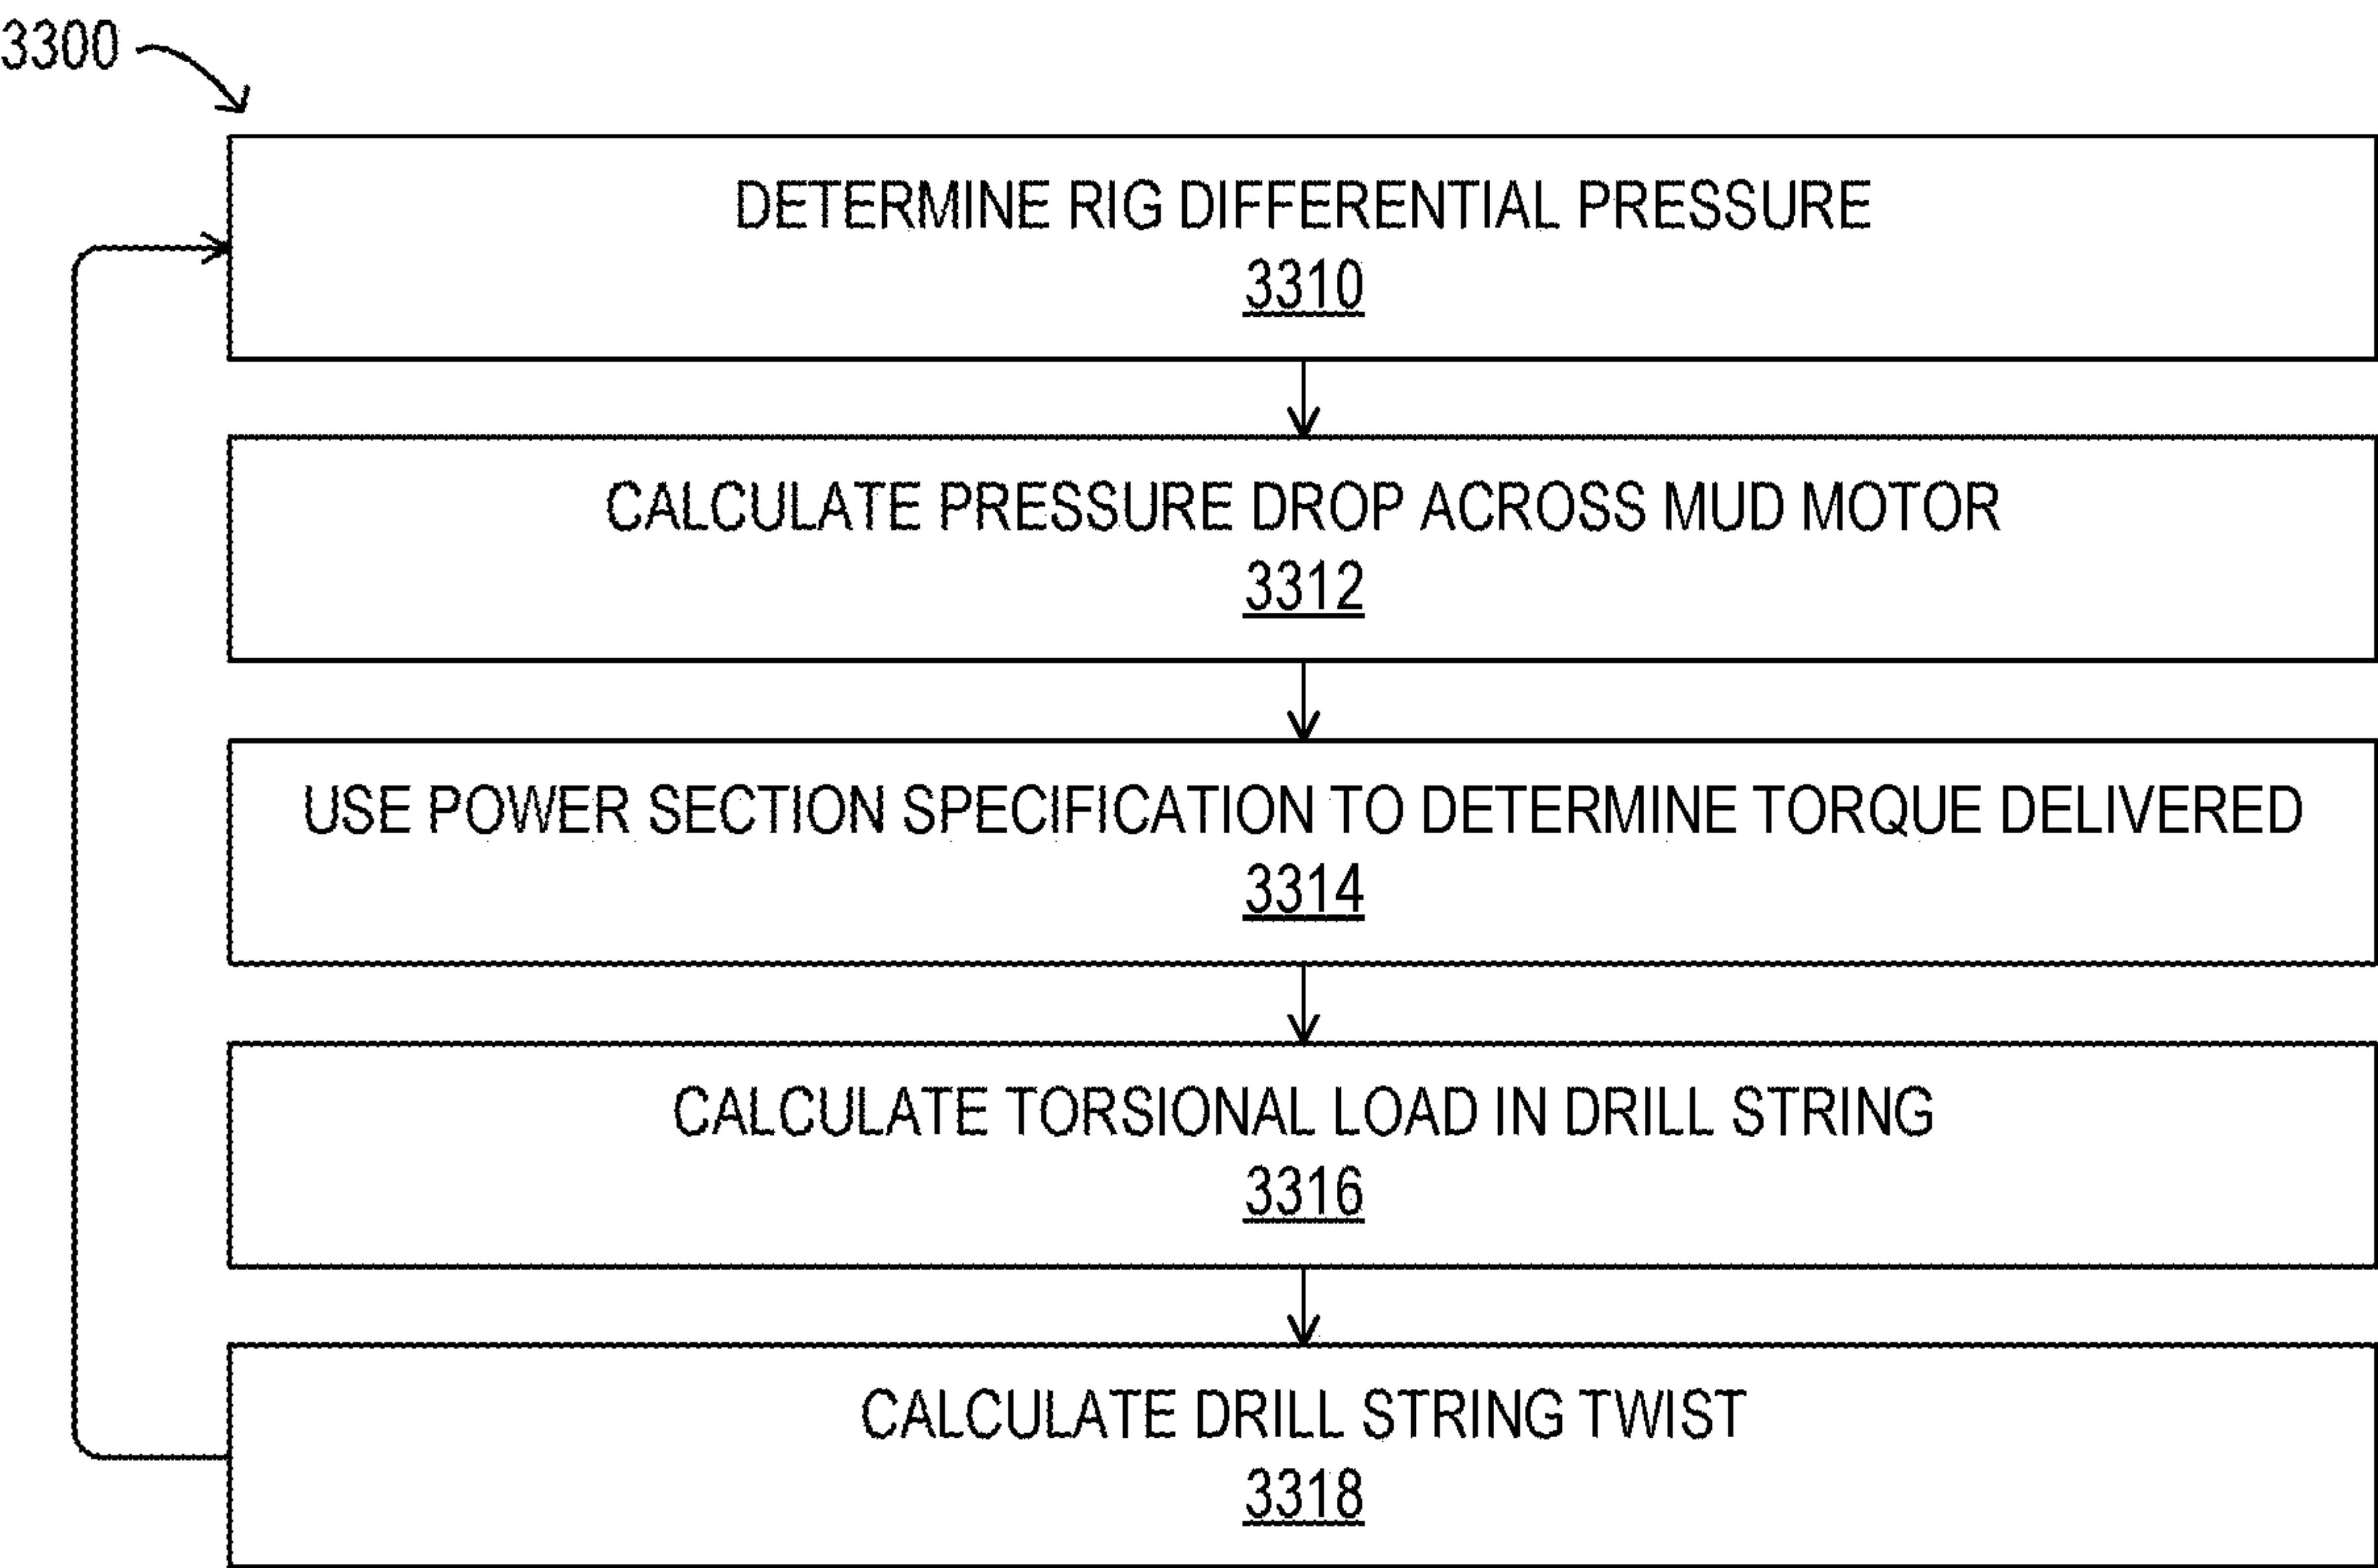 3300
DETERMINE RIG DIFFERENTIAL PRESSURE
3310
CALCULATE PRESSURE DROP ACROSS MUD MOTOR
3312
USE POWER SECTION SPECIFICATION TO DETERMINE TORQUE DELIVERED
3314
CALCULATE TORSIONAL LOAD IN DRILL STRING
3316
CALCULATE DRILL STRING TWIST
3318